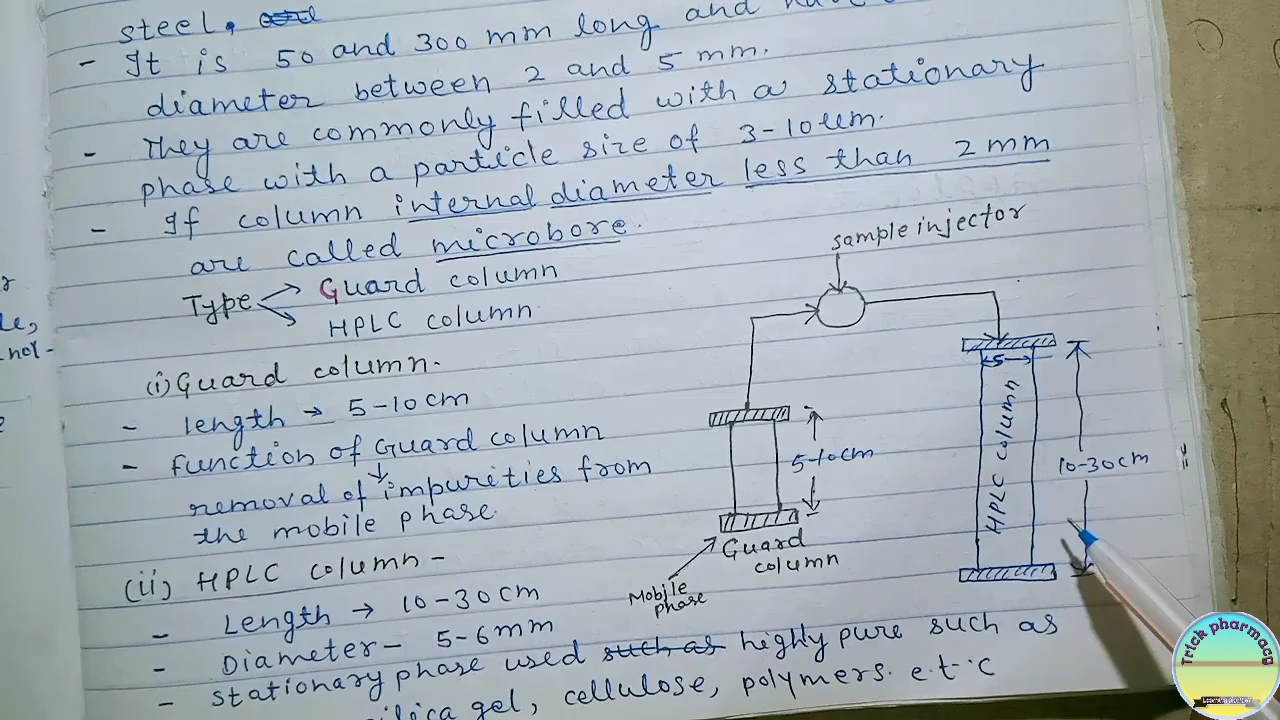 steel,
- It is 50 and 300 mm long and have
diameter between 2 and 5 mm.
- They are commonly filled with a stationary
phase with a particle size of 3-10 um.
- If column internal diameter less than 2 mm
are called microbore.
Type
Guard column
HPLC column
(i) Guard column.
- length → 5-10 cm
- function of Guard column
removal of impurities from
the mobile phase.
(ii) HPLC column -
- Length → 10-30 cm
- Diameter - 5-6 mm
- stationary phase used such as highly pure such as
silica gel, cellulose, polymers. e.t.c
sample injector
5-10 cm
Guard
column
Mobile
phase
5
HPLC column
10-30 cm
not-
Trick pharmacy